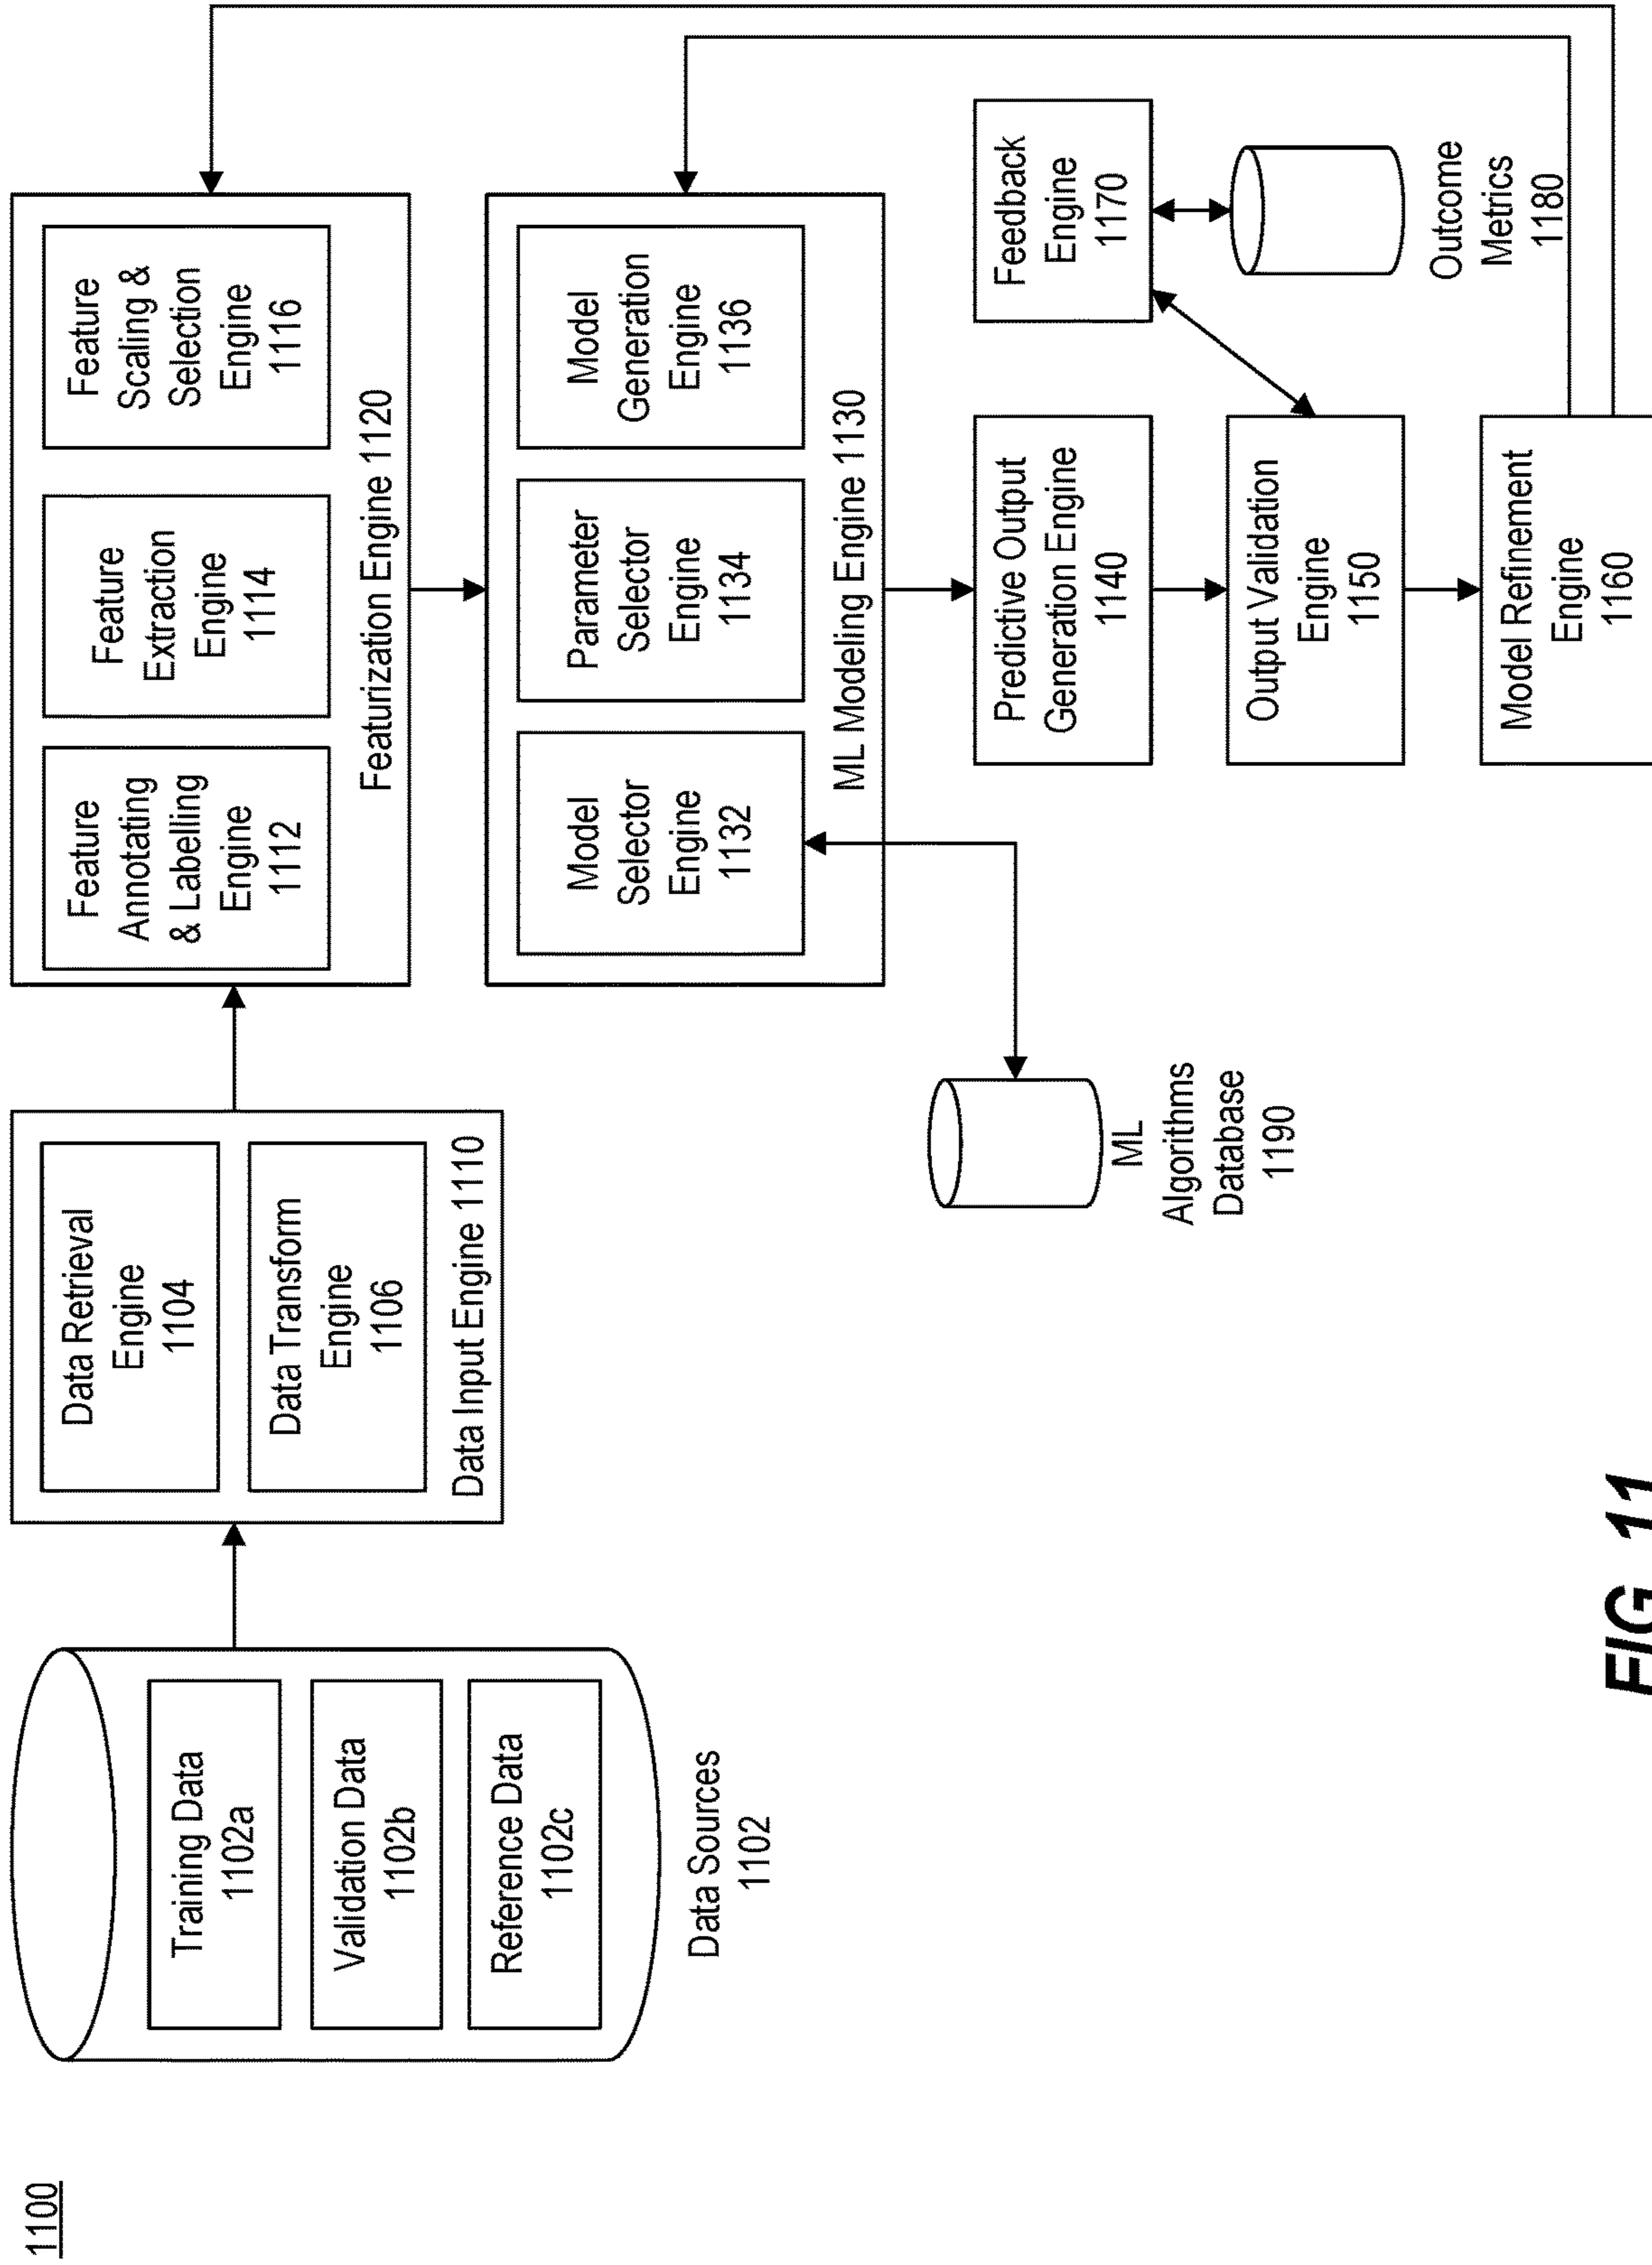 1100
Training Data
1102a
Validation Data
1102b
Reference Data
1102c
Data Sources
1102
Data Retrieval
Engine
1104
Data Transform
Engine
1106
Data Input Engine 1110
Feature
Annotating
& Labelling
Engine
1112
Feature
Extraction
Engine
1114
Feature
Scaling &
Selection
Engine
1116
Featurization Engine 1120
Model
Selector
Engine
1132
Parameter
Selector
Engine
1134
Model
Generation
Engine
1136
ML Modeling Engine 1130
ML
Algorithms
Database
1190
Predictive Output
Generation Engine
1140
Feedback
Engine
1170
Output Validation
Engine
1150
Outcome
Metrics
1180
Model Refinement
Engine
1160
FIG. 11